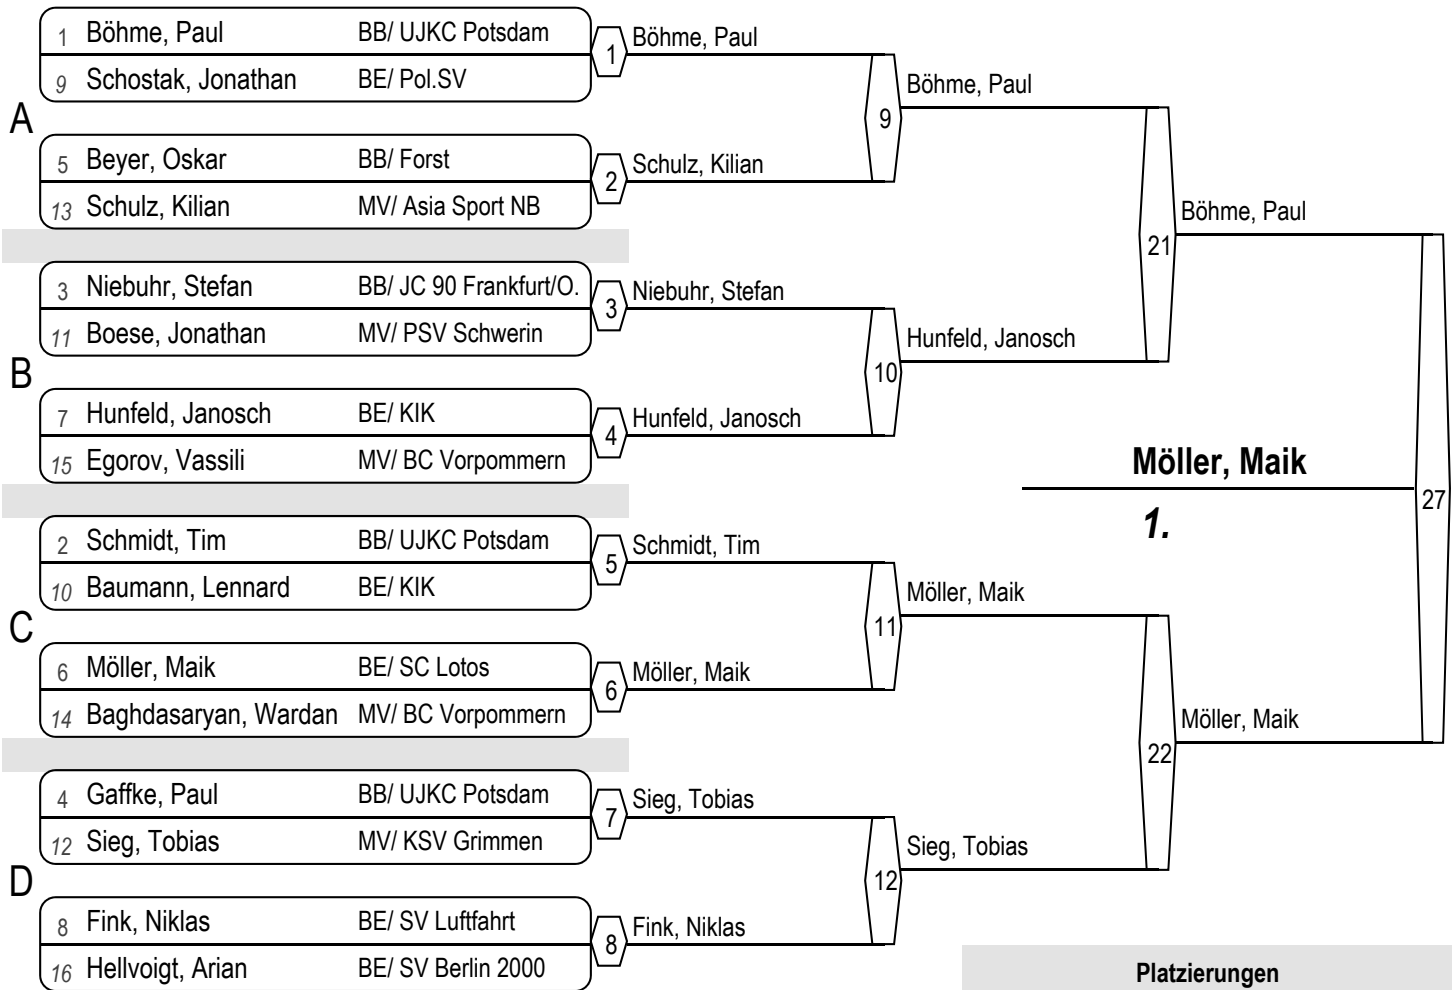 1 Böhme, Paul BB/ UJKC Potsdam
9 Schostak, Jonathan BE/ Pol.SV
1 Böhme, Paul
A
5 Beyer, Oskar BB/ Forst
13 Schulz, Kilian MV/ Asia Sport NB
2 Schulz, Kilian
9 Böhme, Paul
3 Niebuhr, Stefan BB/ JC 90 Frankfurt/O.
11 Boese, Jonathan MV/ PSV Schwerin
3 Niebuhr, Stefan
B
7 Hunfeld, Janosch BE/ KIK
15 Egorov, Vassili MV/ BC Vorpommern
4 Hunfeld, Janosch
10 Hunfeld, Janosch
21 Böhme, Paul
2 Schmidt, Tim BB/ UJKC Potsdam
10 Baumann, Lennard BE/ KIK
5 Schmidt, Tim
C
6 Möller, Maik BE/ SC Lotos
14 Baghdasaryan, Wardan MV/ BC Vorpommern
6 Möller, Maik
11 Möller, Maik
4 Gaffke, Paul BB/ UJKC Potsdam
12 Sieg, Tobias MV/ KSV Grimmen
7 Sieg, Tobias
D
8 Fink, Niklas BE/ SV Luftfahrt
16 Hellvoigt, Arian BE/ SV Berlin 2000
8 Fink, Niklas
12 Sieg, Tobias
22 Möller, Maik
27 Möller, Maik
1.
Platzierungen